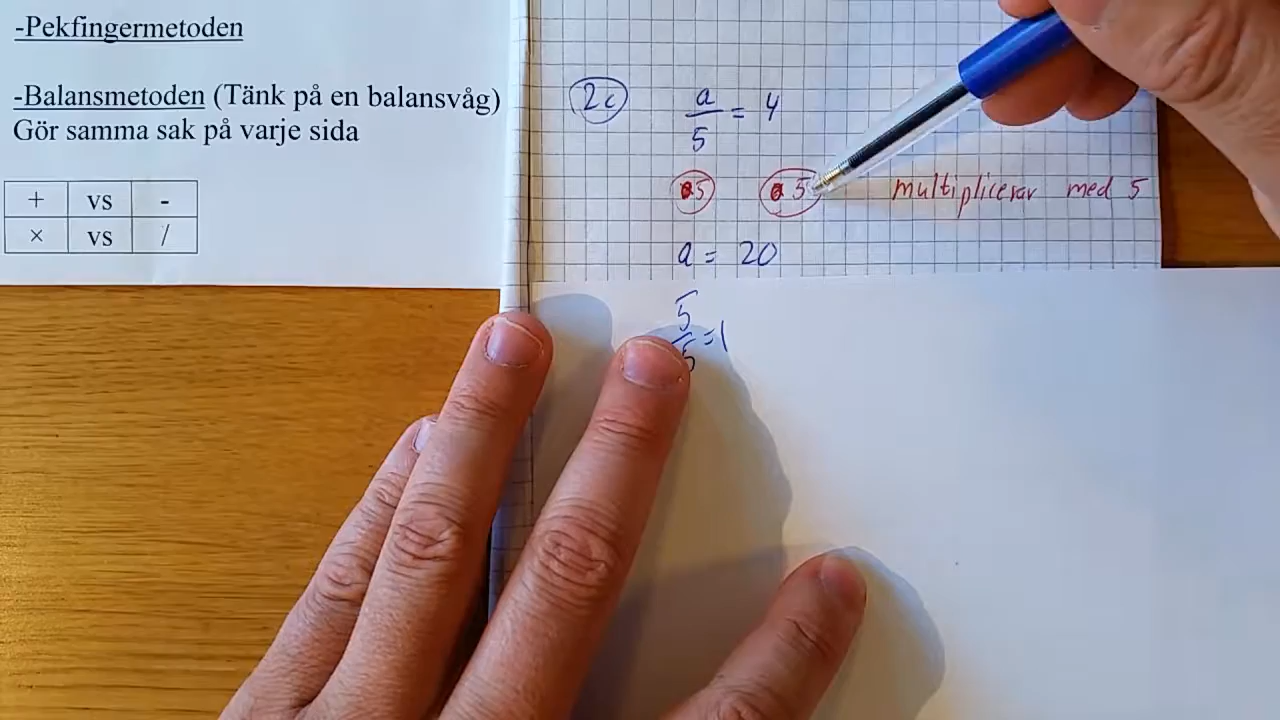 -Pekfingermetoden
-Balansmetoden (Tänk på en balansvåg)
Gör samma sak på varje sida
+ vs -
× vs /
2c a/5 = 4
•5 •5 multiplicerar med 5
a = 20
5/5 = 1